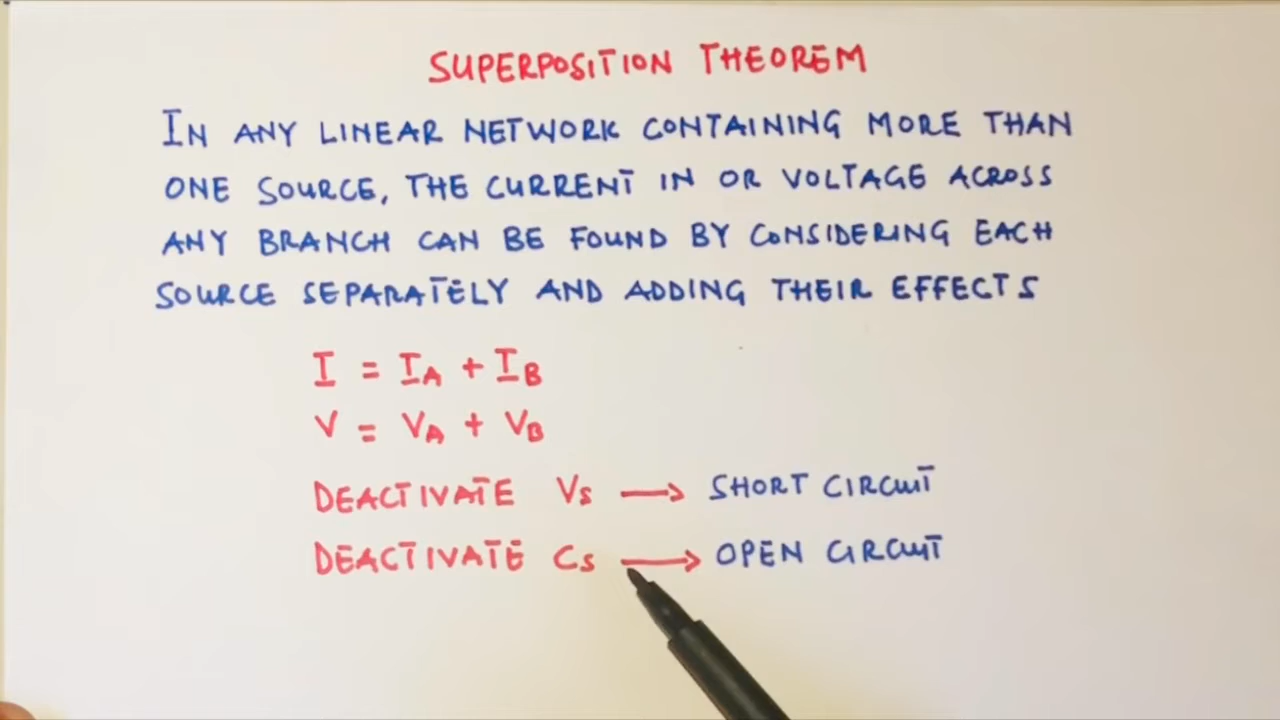 SUPERPOSITION THEOREM
IN ANY LINEAR NETWORK CONTAINING MORE THAN
ONE SOURCE, THE CURRENT IN OR VOLTAGE ACROSS
ANY BRANCH CAN BE FOUND BY CONSIDERING EACH
SOURCE SEPARATELY AND ADDING THEIR EFFECTS
I = IA + IB
V = VA + VB
DEACTIVATE Vs → SHORT CIRCUIT
DEACTIVATE Cs → OPEN CIRCUIT